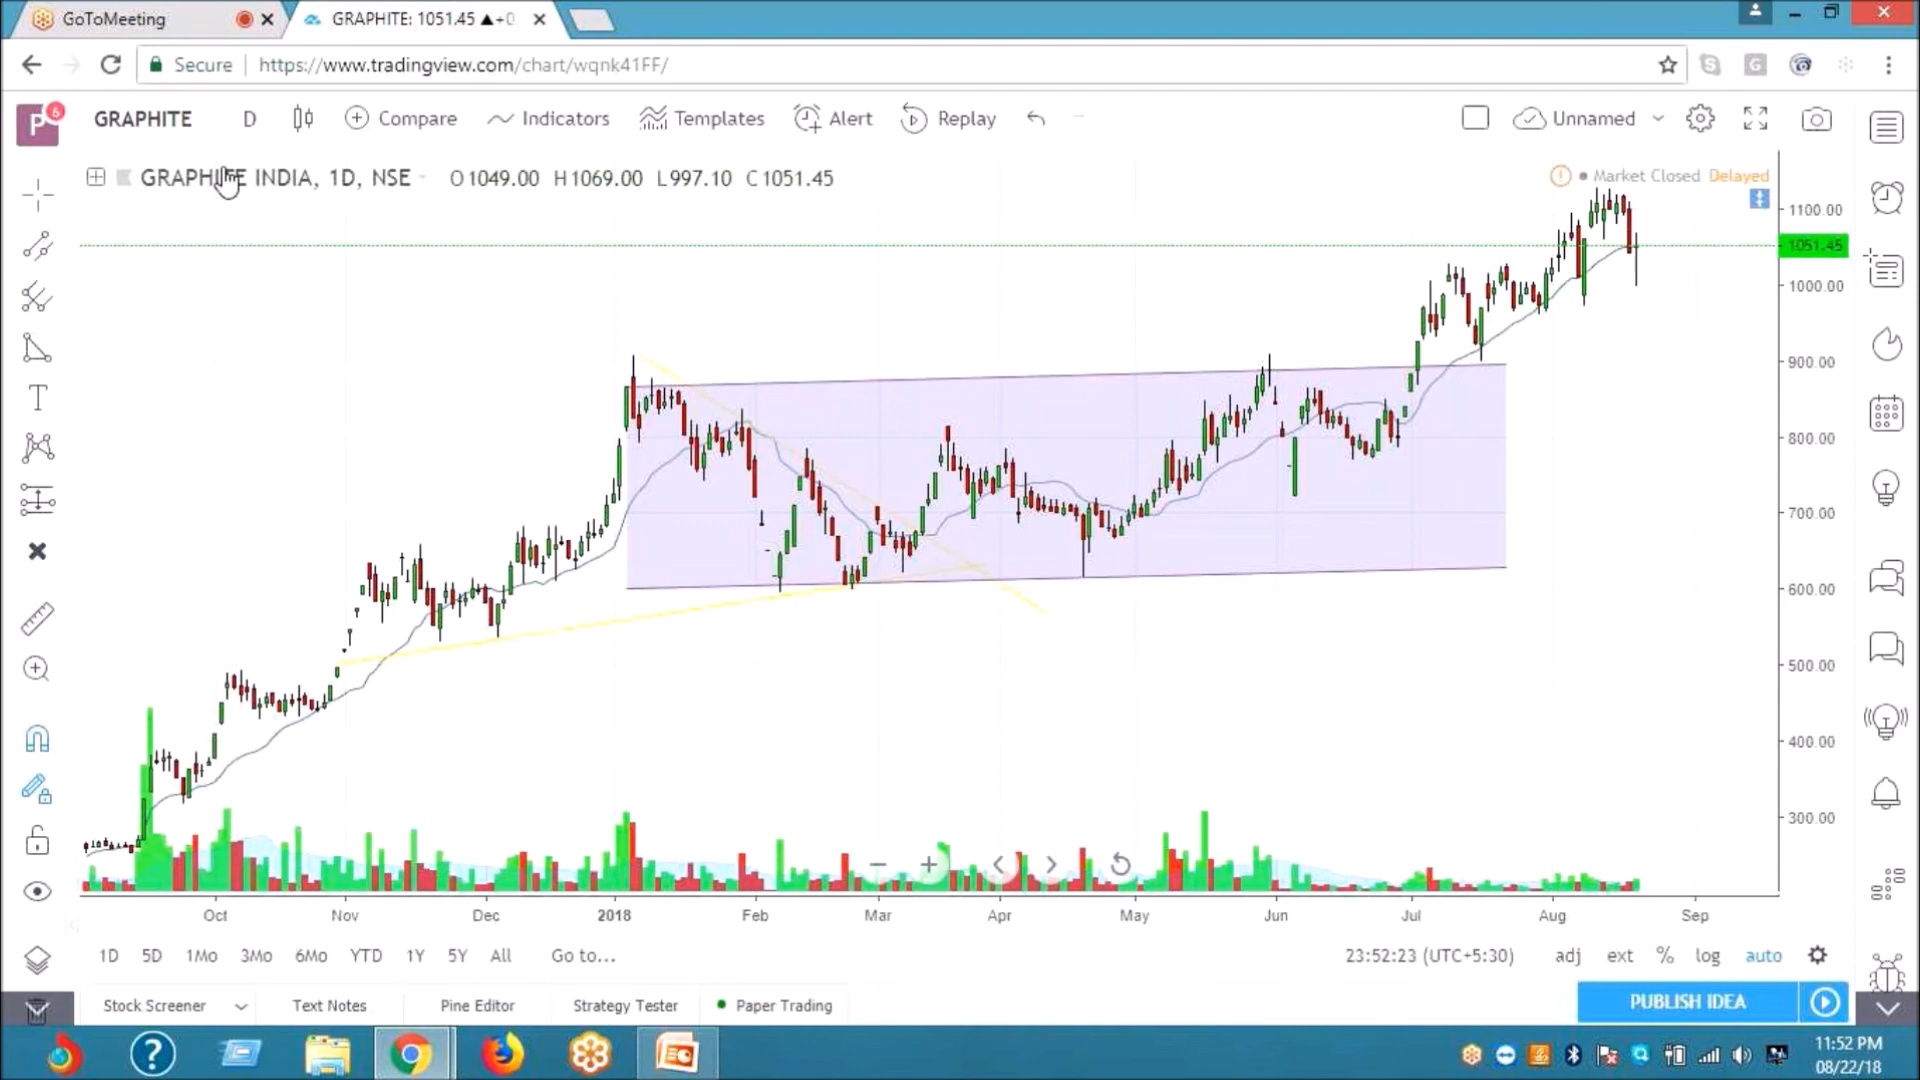 GoToMeeting
GRAPHITE: 1051.45 ▲+0
Secure
https://www.tradingview.com/chart/wqnk41FF/
P 6
GRAPHITE D Compare Indicators Templates Alert Replay Unnamed
GRAPHITE INDIA, 1D, NSE O1049.00 H1069.00 L997.10 C1051.45
Market Closed Delayed
1100.00
1051.45
1000.00
900.00
800.00
700.00
600.00
500.00
400.00
300.00
Oct Nov Dec 2018 Feb Mar Apr May Jun Jul Aug Sep
1D 5D 1Mo 3Mo 6Mo YTD 1Y 5Y All Go to... 23:52:23 (UTC+5:30) adj ext % log auto
Stock Screener Text Notes Pine Editor Strategy Tester Paper Trading PUBLISH IDEA
11:52 PM
08/22/18